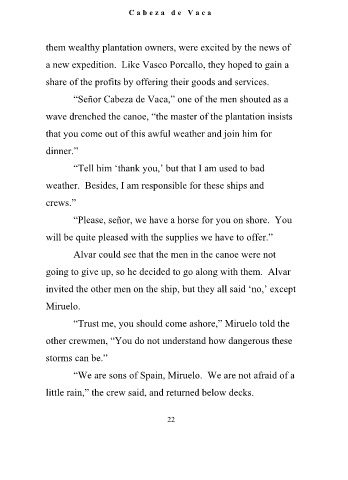 Cabeza de Vaca
them wealthy plantation owners, were excited by the news of
a new expedition. Like Vasco Porcallo, they hoped to gain a
share of the profits by offering their goods and services.
“Señor Cabeza de Vaca,” one of the men shouted as a
wave drenched the canoe, “the master of the plantation insists
that you come out of this awful weather and join him for
dinner.”
“Tell him ‘thank you,’ but that I am used to bad
weather. Besides, I am responsible for these ships and
crews.”
“Please, señor, we have a horse for you on shore. You
will be quite pleased with the supplies we have to offer.”
Alvar could see that the men in the canoe were not
going to give up, so he decided to go along with them. Alvar
invited the other men on the ship, but they all said ‘no,’ except
Miruelo.
“Trust me, you should come ashore,” Miruelo told the
other crewmen, “You do not understand how dangerous these
storms can be.”
“We are sons of Spain, Miruelo. We are not afraid of a
little rain,” the crew said, and returned below decks.
22